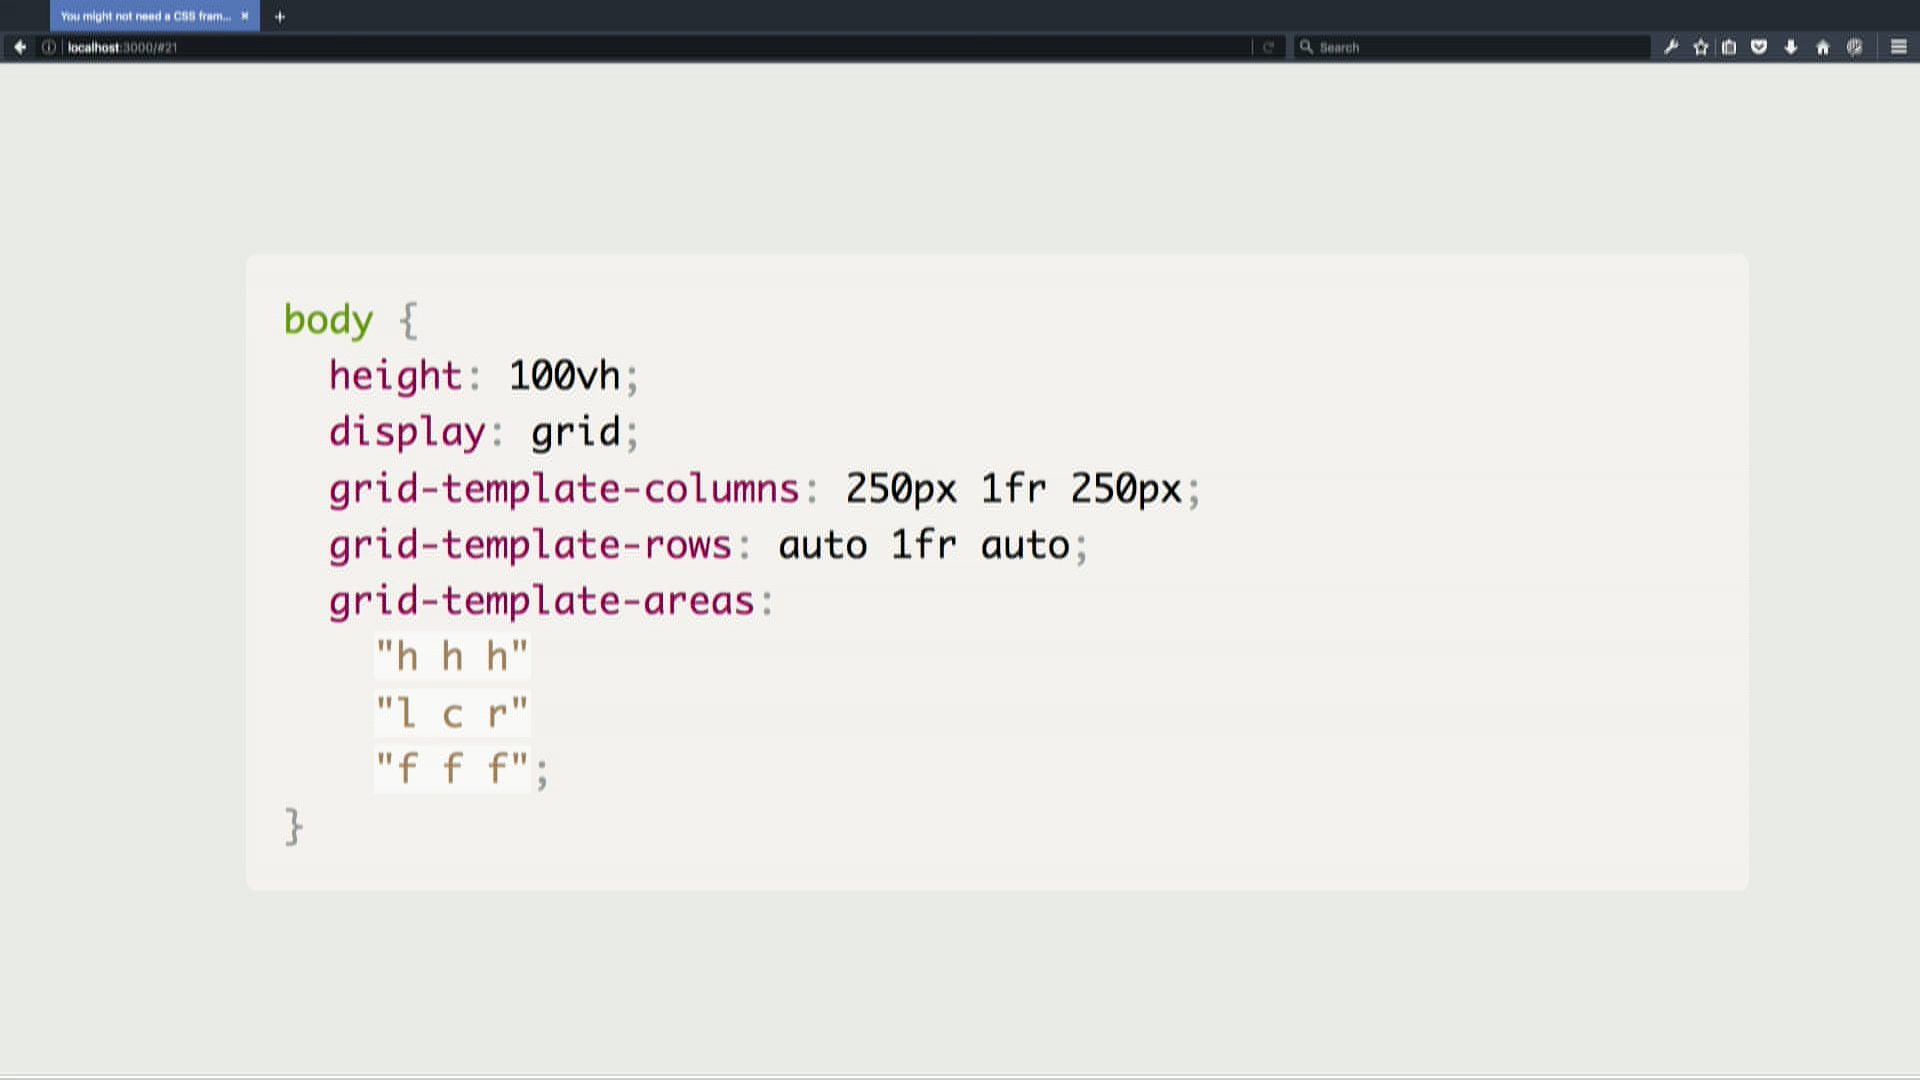 You might not need a CSS fram...
localhost:3000/#21
Search
body {
height: 100vh;
display: grid;
grid-template-columns: 250px 1fr 250px;
grid-template-rows: auto 1fr auto;
grid-template-areas:
"h h h"
"l c r"
"f f f";
}